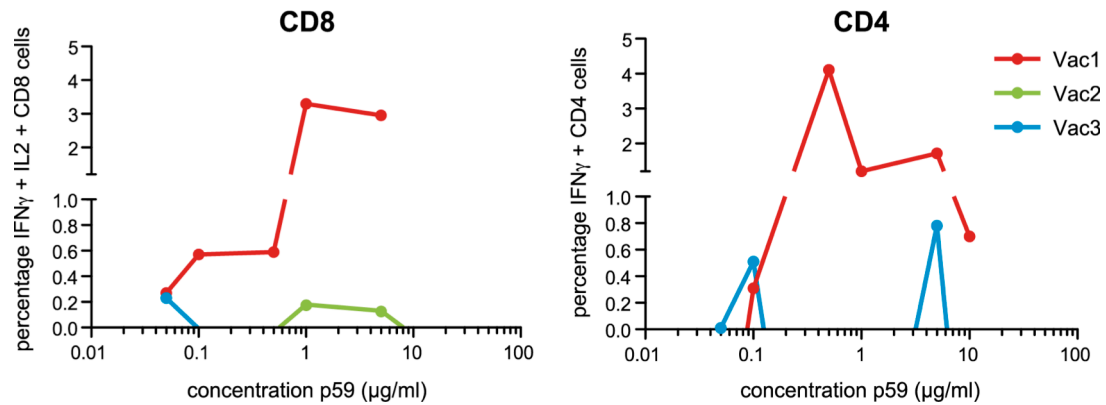 CD8
percentage IFNγ + IL2 + CD8 cells
5
4
3
2
1.0
0.8
0.6
0.4
0.2
0.0
0.01 0.1 1 10 100
concentration p59 (µg/ml)
CD4
percentage IFNγ + CD4 cells
5
4
3
2
1.0
0.8
0.6
0.4
0.2
0.0
0.01 0.1 1 10 100
concentration p59 (µg/ml)
Vac1
Vac2
Vac3